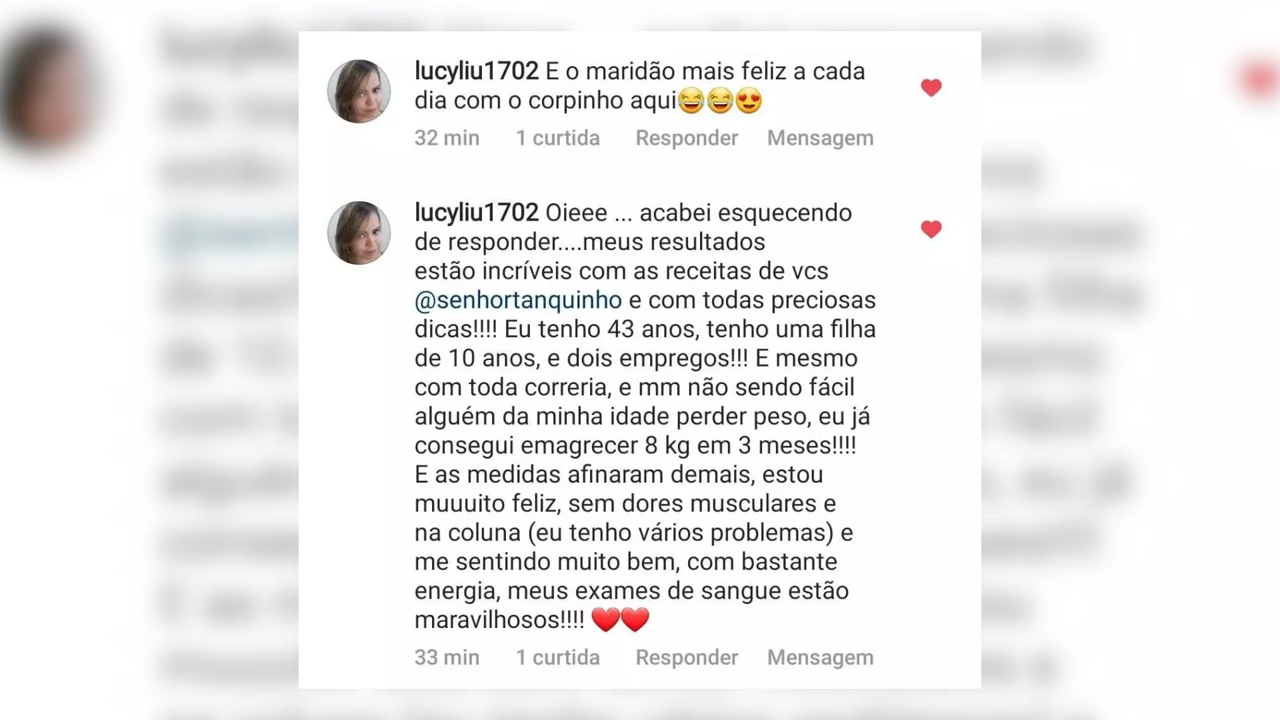 lucyliu1702 E o maridão mais feliz a cada
dia com o corpinho aqui😂😂😍
32 min 1 curtida Responder Mensagem
lucyliu1702 Oieee ... acabei esquecendo
de responder....meus resultados
estão incríveis com as receitas de vcs
@senhortanquinho e com todas preciosas
dicas!!!! Eu tenho 43 anos, tenho uma filha
de 10 anos, e dois empregos!!! E mesmo
com toda correria, e mm não sendo fácil
alguém da minha idade perder peso, eu já
consegui emagrecer 8 kg em 3 meses!!!!
E as medidas afinaram demais, estou
muuuito feliz, sem dores musculares e
na coluna (eu tenho vários problemas) e
me sentindo muito bem, com bastante
energia, meus exames de sangue estão
maravilhosos!!!! ❤️❤️
33 min 1 curtida Responder Mensagem